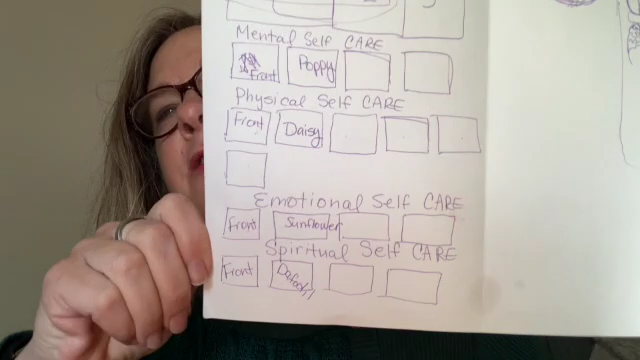 Mental Self CARE
Front Poppy
Physical Self CARE
Front Daisy
Emotional Self CARE
Front Sunflower
Spiritual Self CARE
Front Dafodil